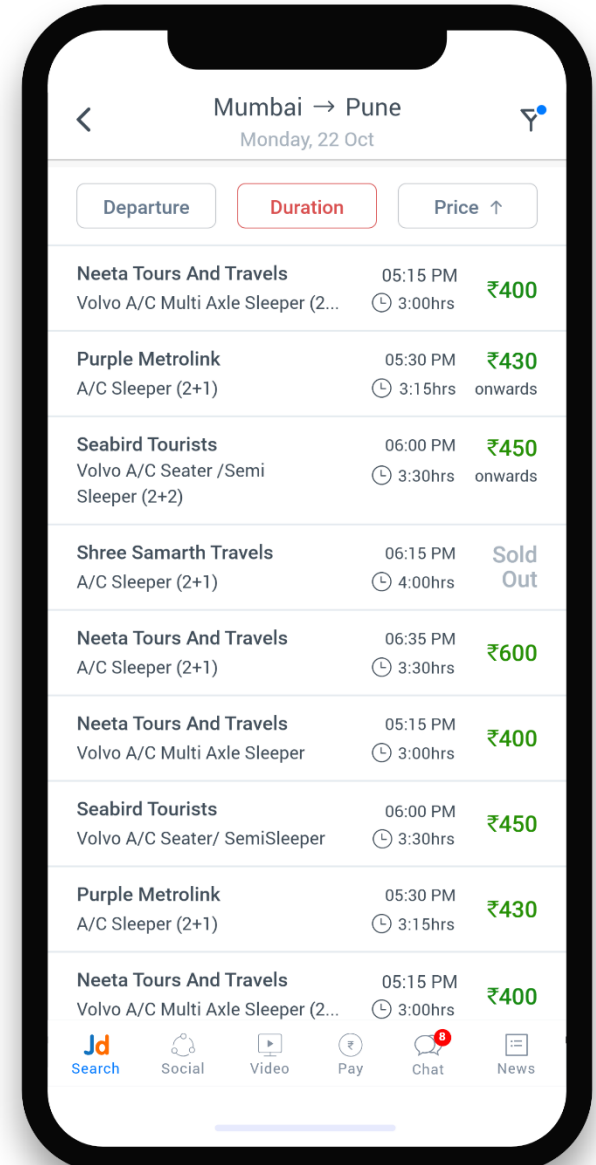 Mumbai → Pune
Monday, 22 Oct
Departure
Duration
Price ↑
Neeta Tours And Travels 05:15 PM ₹400
Volvo A/C Multi Axle Sleeper (2... 3:00hrs
Purple Metrolink 05:30 PM ₹430
A/C Sleeper (2+1) 3:15hrs onwards
Seabird Tourists 06:00 PM ₹450
Volvo A/C Seater /Semi 3:30hrs onwards
Sleeper (2+2)
Shree Samarth Travels 06:15 PM Sold
A/C Sleeper (2+1) 4:00hrs Out
Neeta Tours And Travels 06:35 PM ₹600
A/C Sleeper (2+1) 3:30hrs
Neeta Tours And Travels 05:15 PM ₹400
Volvo A/C Multi Axle Sleeper 3:00hrs
Seabird Tourists 06:00 PM ₹450
Volvo A/C Seater/ SemiSleeper 3:30hrs
Purple Metrolink 05:30 PM ₹430
A/C Sleeper (2+1) 3:15hrs
Neeta Tours And Travels 05:15 PM ₹400
Volvo A/C Multi Axle Sleeper (2... 3:00hrs
Jd ₹ 8
Search Social Video Pay Chat News